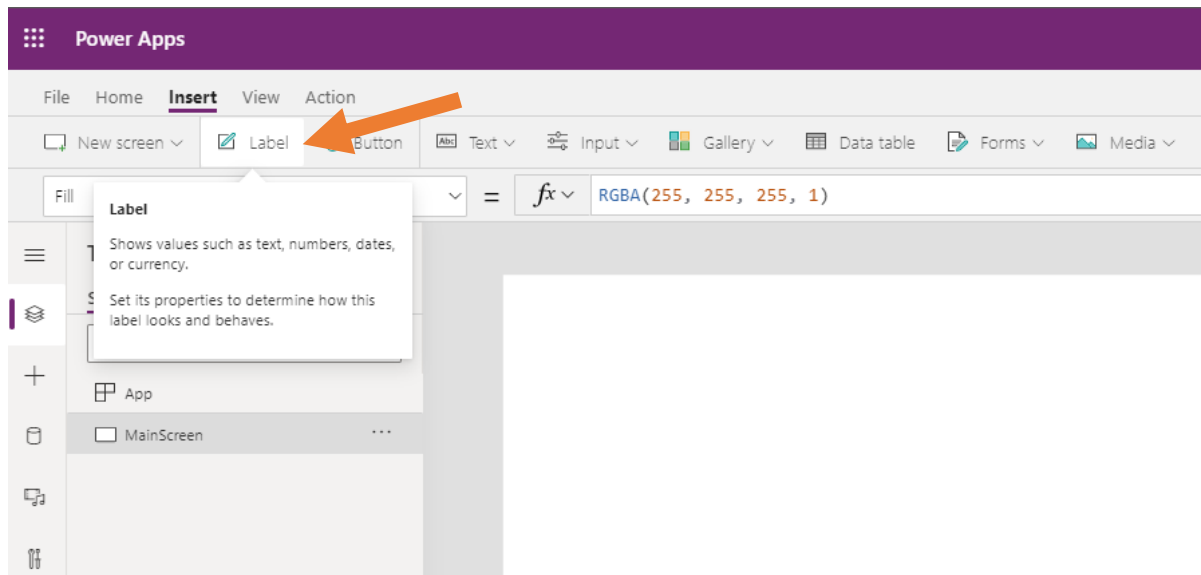 Power Apps
File Home Insert View Action
New screen Label Button Abc Text Input Gallery Data table Forms Media
Fill = fx RGBA(255, 255, 255, 1)
Label
Shows values such as text, numbers, dates,
or currency.
Set its properties to determine how this
label looks and behaves.
App
MainScreen ...